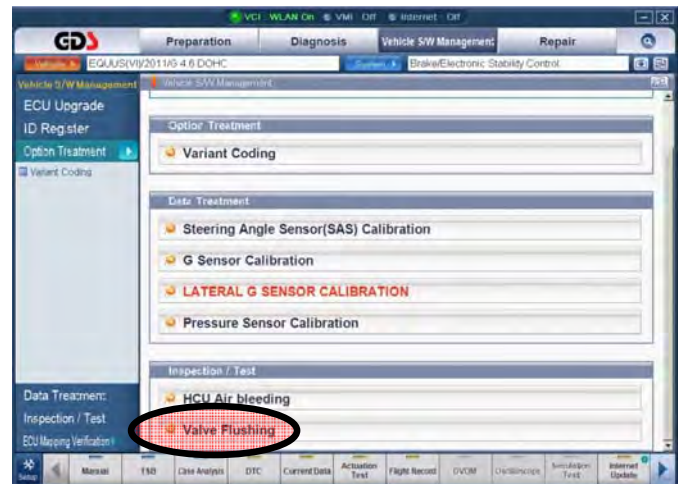 VCI WLAN On VMI Off Internet Off
GDS
Preparation Diagnosis Vehicle S/W Management Repair
EQUUS(VI)/2011/G 4.6 DOHC
Brake/Electronic Stability Control
Vehicle S/W Management
ECU Upgrade
ID Register
Option Treatment
Variant Coding
Vehicle S/W Management
Option Treatment
Variant Coding
Data Treatment
Steering Angle Sensor(SAS) Calibration
G Sensor Calibration
LATERAL G SENSOR CALIBRATION
Pressure Sensor Calibration
Inspection / Test
HCU Air bleeding
Valve Flushing
Data Treatment
Inspection / Test
ECU Mapping Verification
Setup Manual TSB Case Analysis DTC Current Data Actuation Test Flight Record DVOM Oscilloscope Simulation Test Internet Update